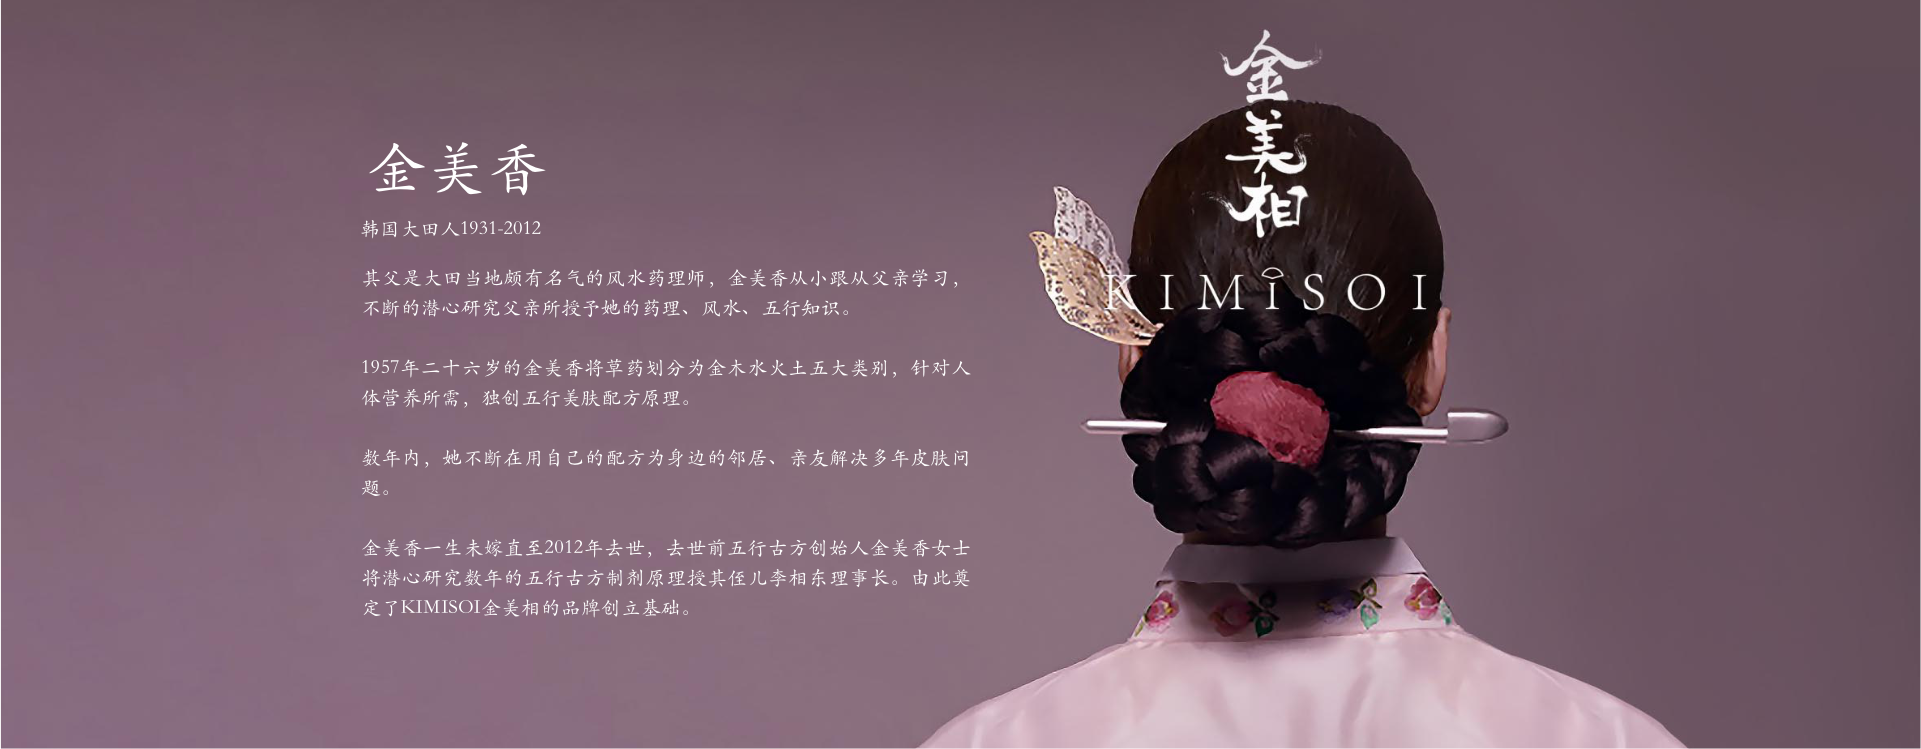 金美香
韩国大田人1931-2012
其父是大田当地颇有名气的风水药理师，金美香从小跟从父亲学习，
不断的潜心研究父亲所授予她的药理、风水、五行知识。
1957年二十六岁的金美香将草药划分为金木水火土五大类别，针对人
体营养所需，独创五行美肤配方原理。
数年内，她不断在用自己的配方为身边的邻居、亲友解决多年皮肤问
题。
金美香一生未嫁直至2012年去世，去世前五行古方创始人金美香女士
将潜心研究数年的五行古方制剂原理授其侄儿李相东理事长。由此奠
定了KIMISOI金美相的品牌创立基础。
金美相
KIMISOI